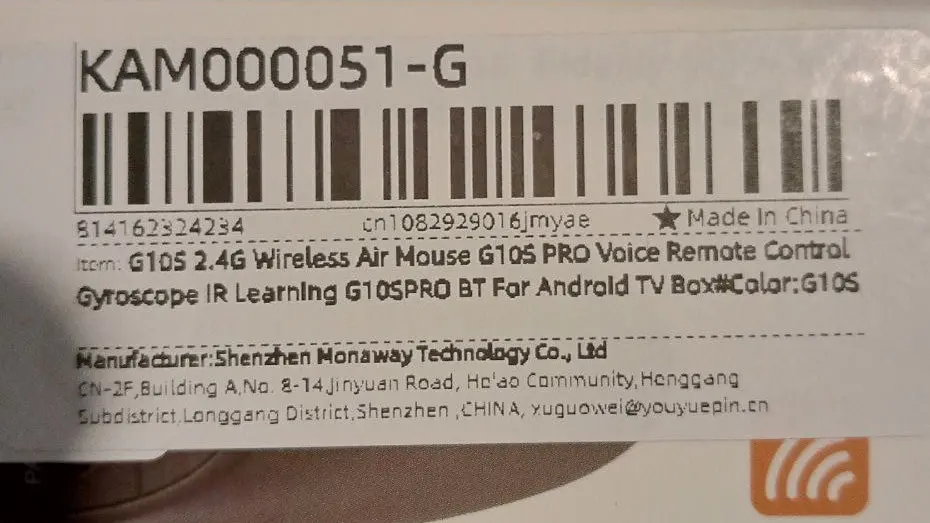 KAM000051-G
814162324234 cn1082929016jmyae ★Made In China
Item: G10S 2.4G Wireless Air Mouse G10S PRO Voice Remote Control
Gyroscope IR Learning G10SPRO BT For Android TV Box#Color:G10S
Manufacturer:Shenzhen Monaway Technology Co., Ltd
CN-2F,Building A,No. 8-14,Jinyuan Road, He'ao Community,Henggang
Subdistrict,Longgang District,Shenzhen ,CHINA, xuguowei@youyuepin.cn